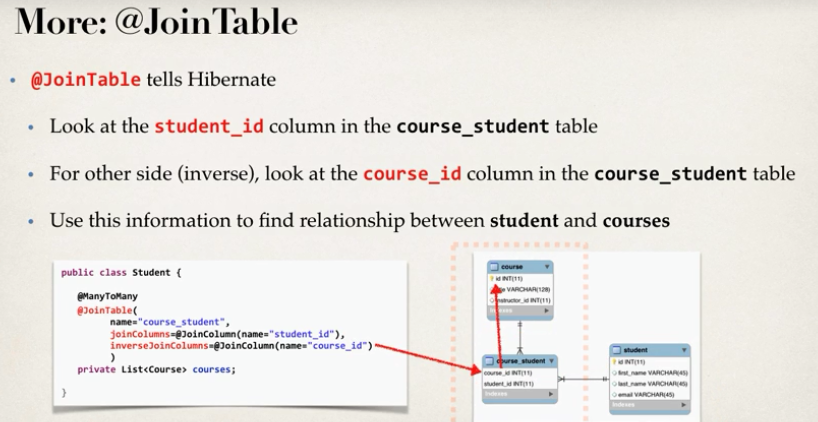 More: @JoinTable
• @JoinTable tells Hibernate
• Look at the student_id column in the course_student table
• For other side (inverse), look at the course_id column in the course_student table
• Use this information to find relationship between student and courses
public class Student {
@ManyToMany
@JoinTable(
name="course_student",
joinColumns=@JoinColumn(name="student_id"),
inverseJoinColumns=@JoinColumn(name="course_id")
)
private List<Course> courses;
}
course
id INT(11)
VARCHAR(128)
instructor_id INT(11)
Indexes
course_student
course_id INT(11)
student_id INT(11)
Indexes
student
id INT(11)
first_name VARCHAR(45)
last_name VARCHAR(45)
email VARCHAR(45)
Indexes